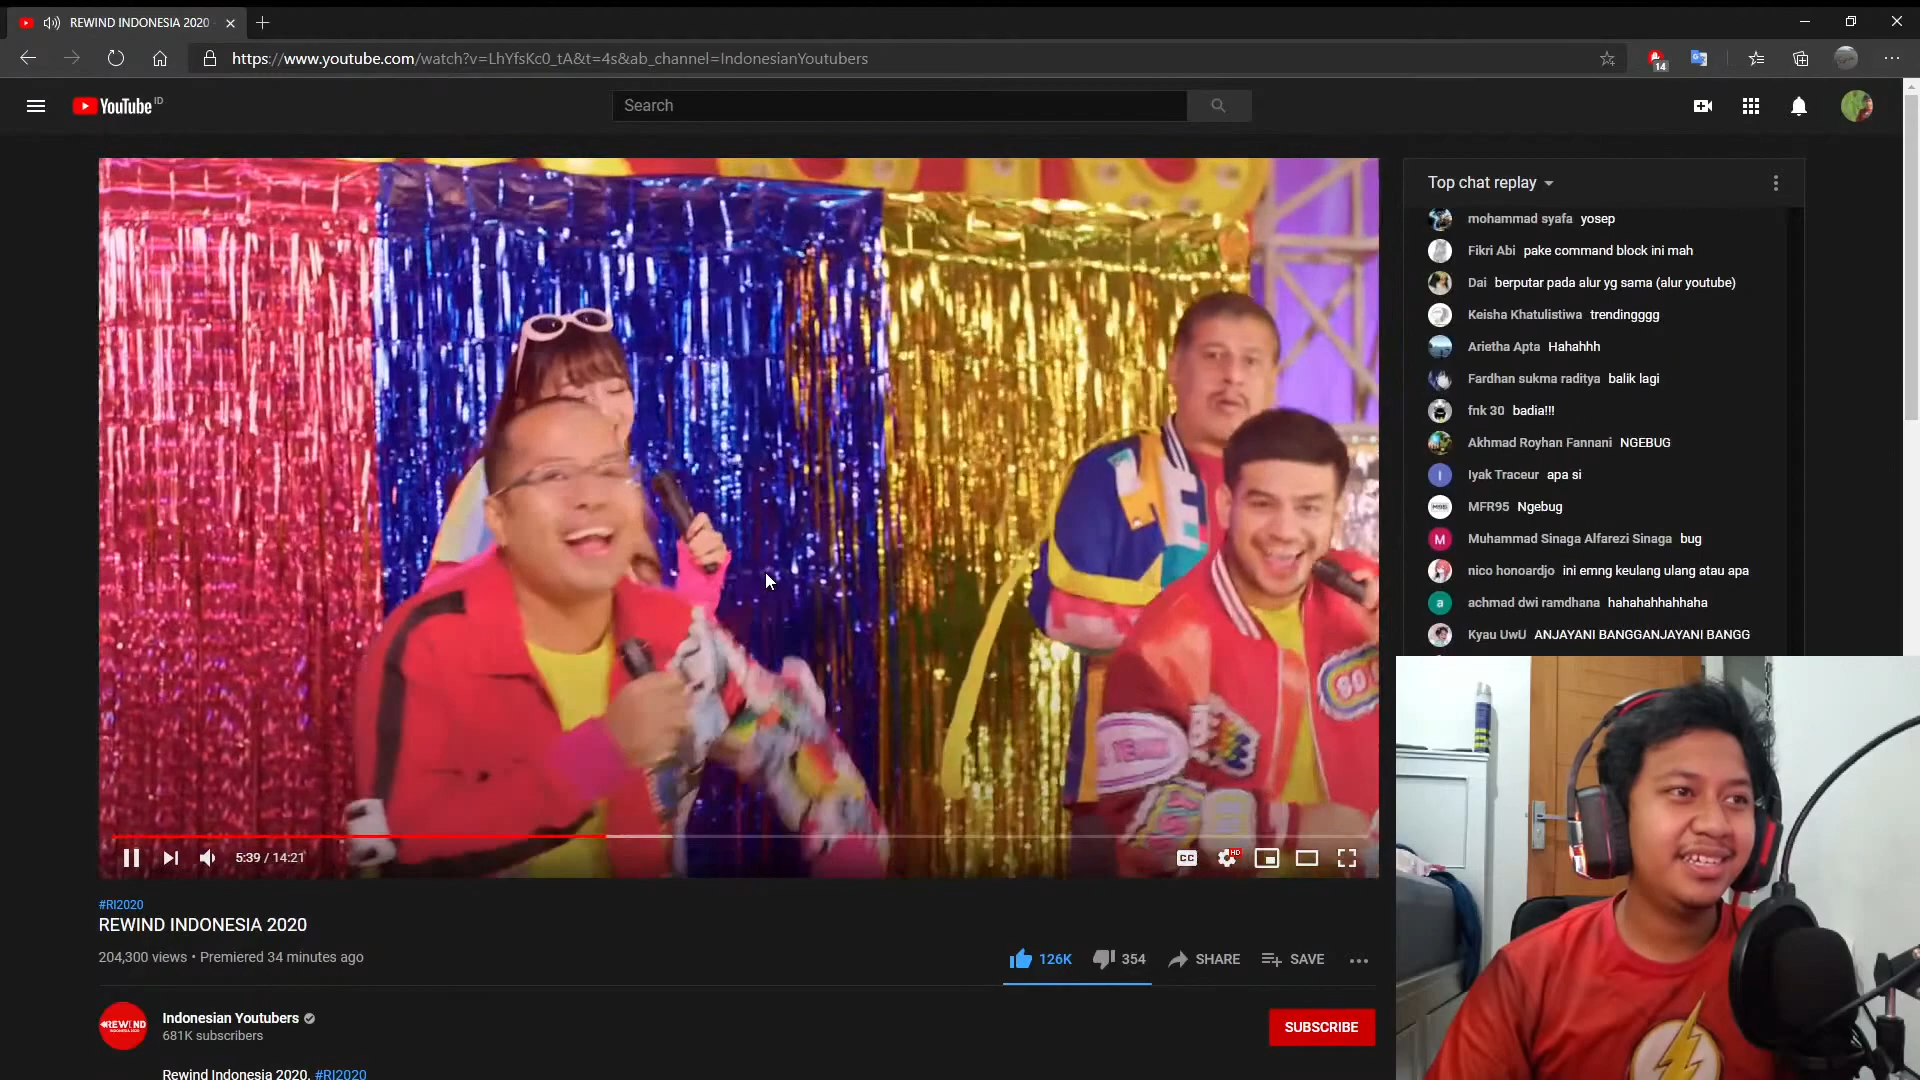 REWIND INDONESIA 2020
https://www.youtube.com/watch?v=LhYfsKc0_tA&t=4s&ab_channel=IndonesianYoutubers
14
YouTube ID
Search
Top chat replay
mohammad syafa yosep
Fikri Abi pake command block ini mah
Dai berputar pada alur yg sama (alur youtube)
Keisha Khatulistiwa trendingggg
Arietha Apta Hahahhh
Fardhan sukma raditya balik lagi
fnk 30 badia!!!
Akhmad Royhan Fannani NGEBUG
I
Iyak Traceur apa si
MFR95 Ngebug
M
Muhammad Sinaga Alfarezi Sinaga bug
nico honoardjo ini emng keulang ulang atau apa
a
achmad dwi ramdhana hahahahhahhaha
Kyau UwU ANJAYANI BANGGANJAYANI BANGG
5:39 / 14:21
CC
HD
#RI2020
REWIND INDONESIA 2020
204,300 views • Premiered 34 minutes ago
126K
354
SHARE
SAVE
REWIND
Indonesian Youtubers
681K subscribers
SUBSCRIBE
Rewind Indonesia 2020. #RI2020